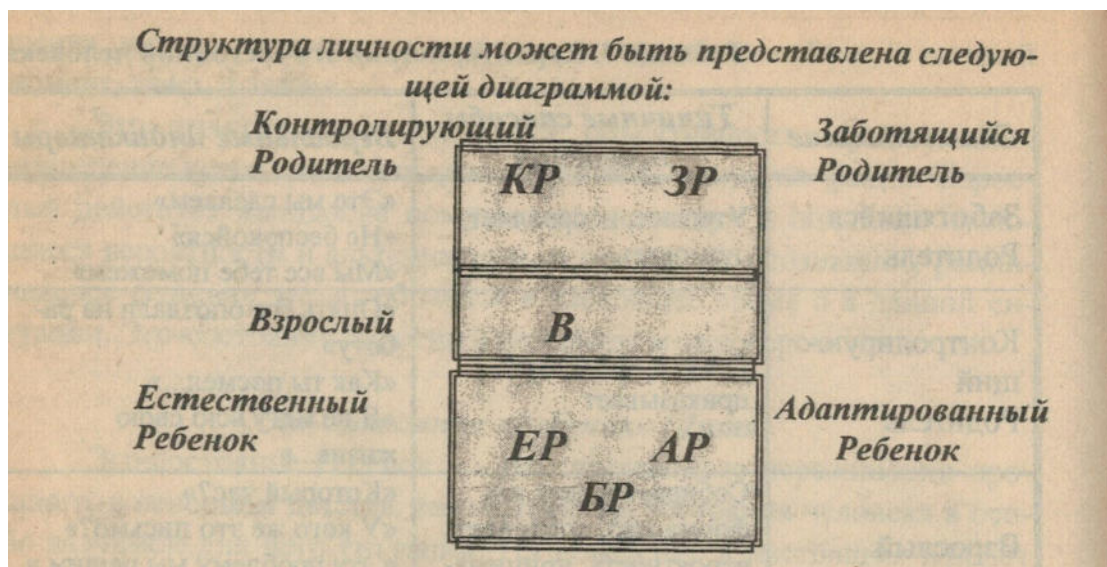 Структура личности может быть представлена следую-
щей диаграммой:
Контролирующий
Родитель
Заботящийся
Родитель
КР ЗР
Взрослый
В
Естественный
Ребенок
Адаптированный
Ребенок
ЕР АР
БР